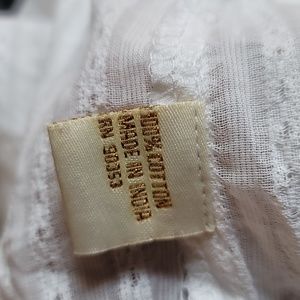 100% COTTON
MADE IN INDIA
RN 90353